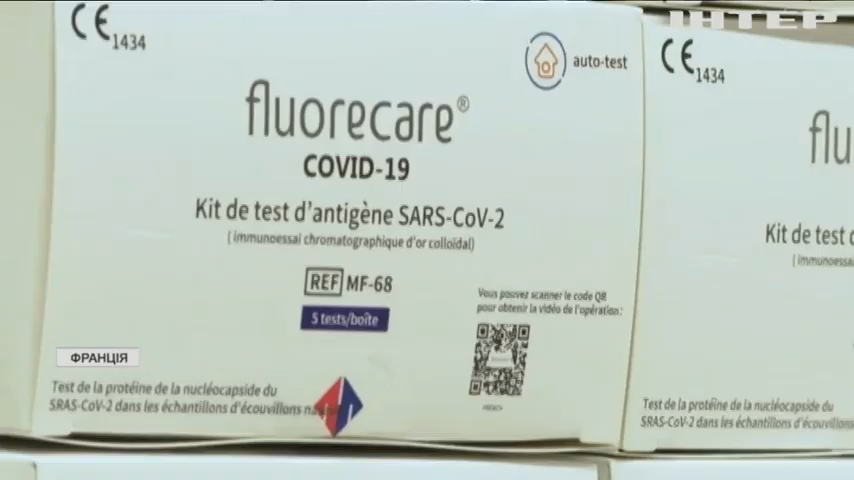 ІНТЕР
CE 1434
auto-test
fluorecare®
COVID-19
Kit de test d'antigène SARS-CoV-2
(immunoessai chromatographique d'or colloïdal)
REF MF-68
5 tests/boîte
Vous pouvez scanner le code QR
pour obtenir la vidéo de l'opération:
ФРАНЦІЯ
Test de la protéine de la nucléocapside du
SRAS-CoV-2 dans les échantillons d'écouvillons
CE 1434
flu
Kit de test d
(immunoessai
Test de la protéine de la nucléocapside du
SRAS-CoV-2 dans les échantillons d'écouvillons